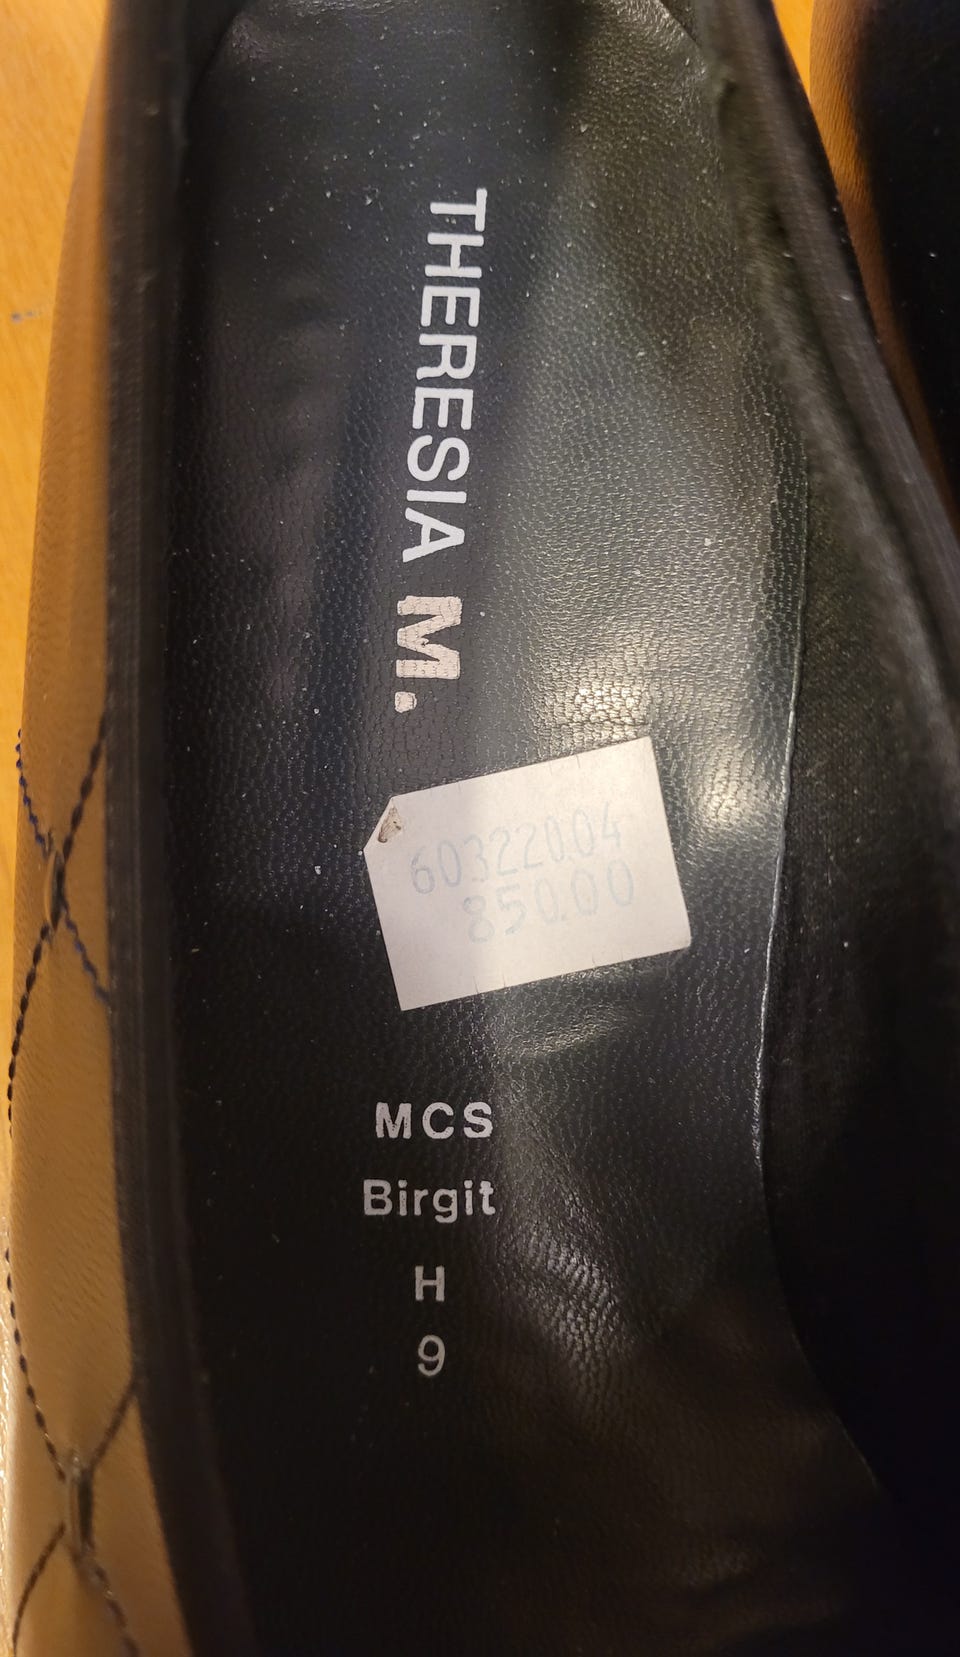 THERESIA M.
60322004
850.00
MCS
Birgit
H
9